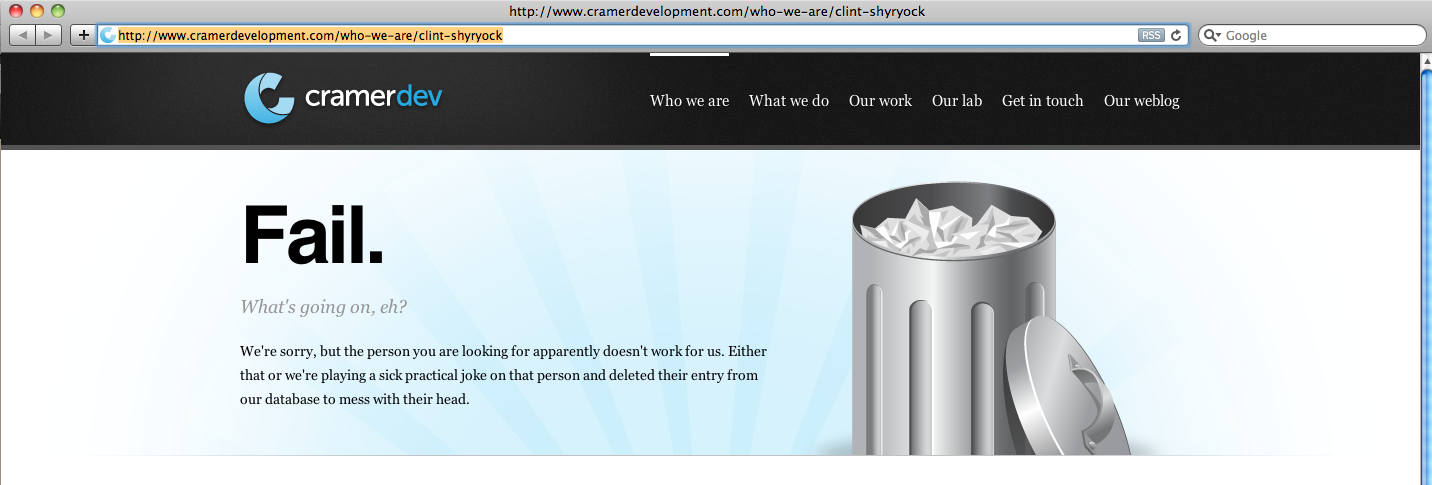 http://www.cramerdevelopment.com/who-we-are/clint-shyryock
http://www.cramerdevelopment.com/who-we-are/clint-shyryock
RSS
Google
cramerdev
Who we are
What we do
Our work
Our lab
Get in touch
Our weblog
Fail.
What's going on, eh?
We're sorry, but the person you are looking for apparently doesn't work for us. Either
that or we're playing a sick practical joke on that person and deleted their entry from
our database to mess with their head.